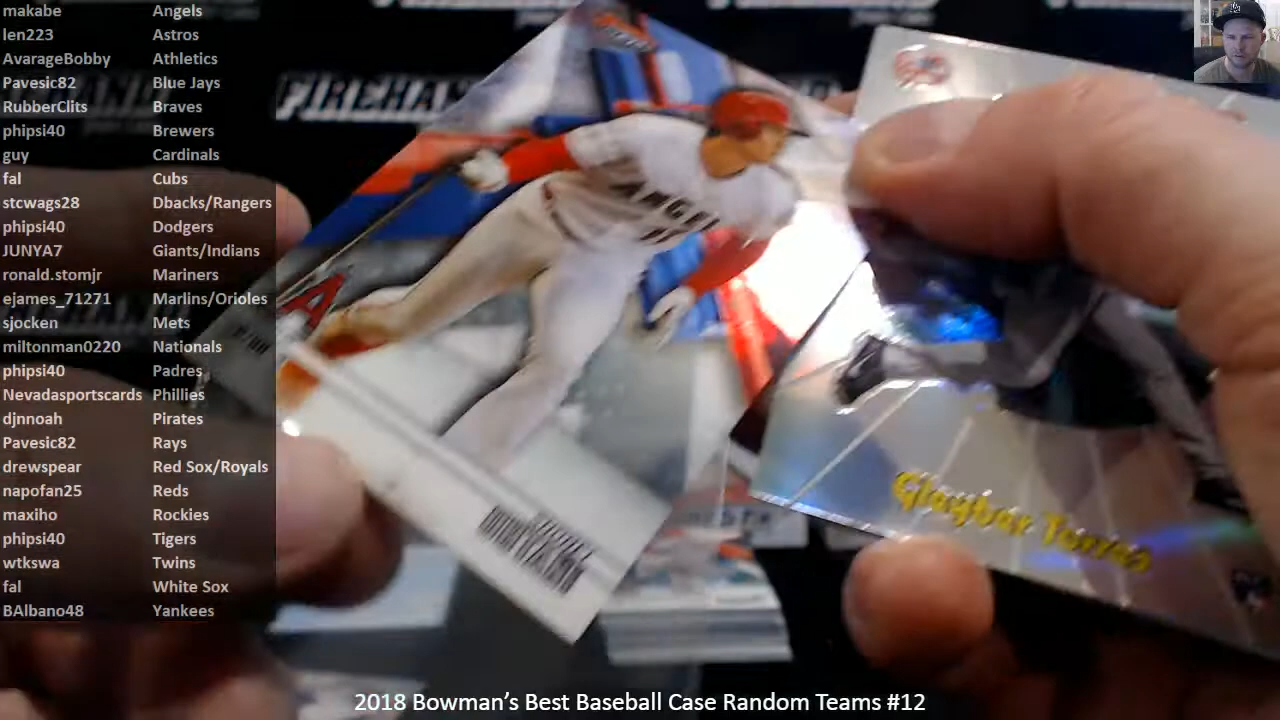 makabe Angels
len223 Astros
AvarageBobby Athletics
Pavesic82 Blue Jays
RubberClits Braves
phipsi40 Brewers
guy Cardinals
fal Cubs
stcwags28 Dbacks/Rangers
phipsi40 Dodgers
JUNYA7 Giants/Indians
ronald.stomjr Mariners
ejames_71271 Marlins/Orioles
sjocken Mets
miltonman0220 Nationals
phipsi40 Padres
Nevadasportscards Phillies
djnnoah Pirates
Pavesic82 Rays
drewspear Red Sox/Royals
napofan25 Reds
maxiho Rockies
phipsi40 Tigers
wtkswa Twins
fal White Sox
BAlbano48 Yankees
FIREHAN
ANGEL
A
Gleyber Torres
2018 Bowman's Best Baseball Case Random Teams #12